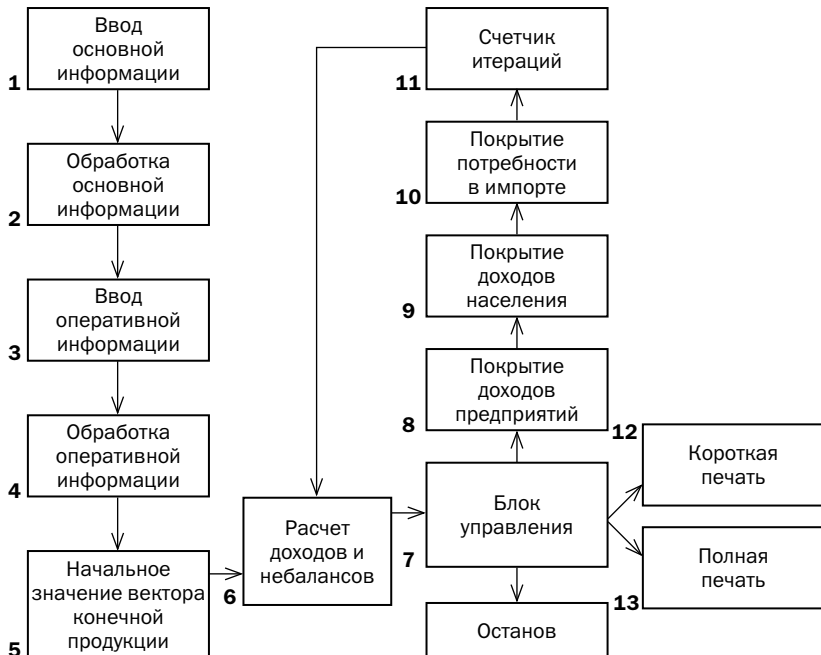 Ввод
основной
информации
1
Обработка
основной
информации
2
Ввод
оперативной
информации
3
Обработка
оперативной
информации
4
Начальное
значение вектора
конечной
продукции
5
Расчет
доходов и
небалансов
6
Блок
управления
7
Покрытие
доходов
предприятий
8
Покрытие
доходов
населения
9
Покрытие
потребности
в импорте
10
Счетчик
итераций
11
12
Короткая
печать
Полная
печать
13
Останов